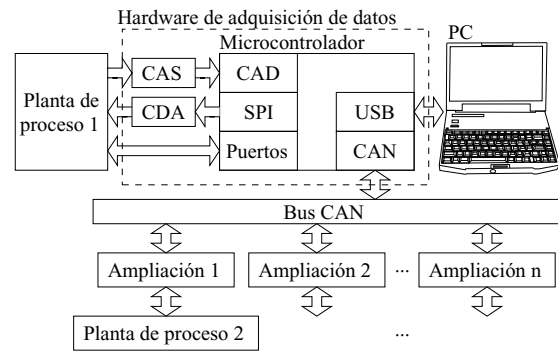 Hardware de adquisición de datos
Microcontrolador
PC
Planta de
proceso 1
CAS
CAD
CDA
SPI
USB
Puertos
CAN
Bus CAN
Ampliación 1
Ampliación 2
...
Ampliación n
Planta de proceso 2
...